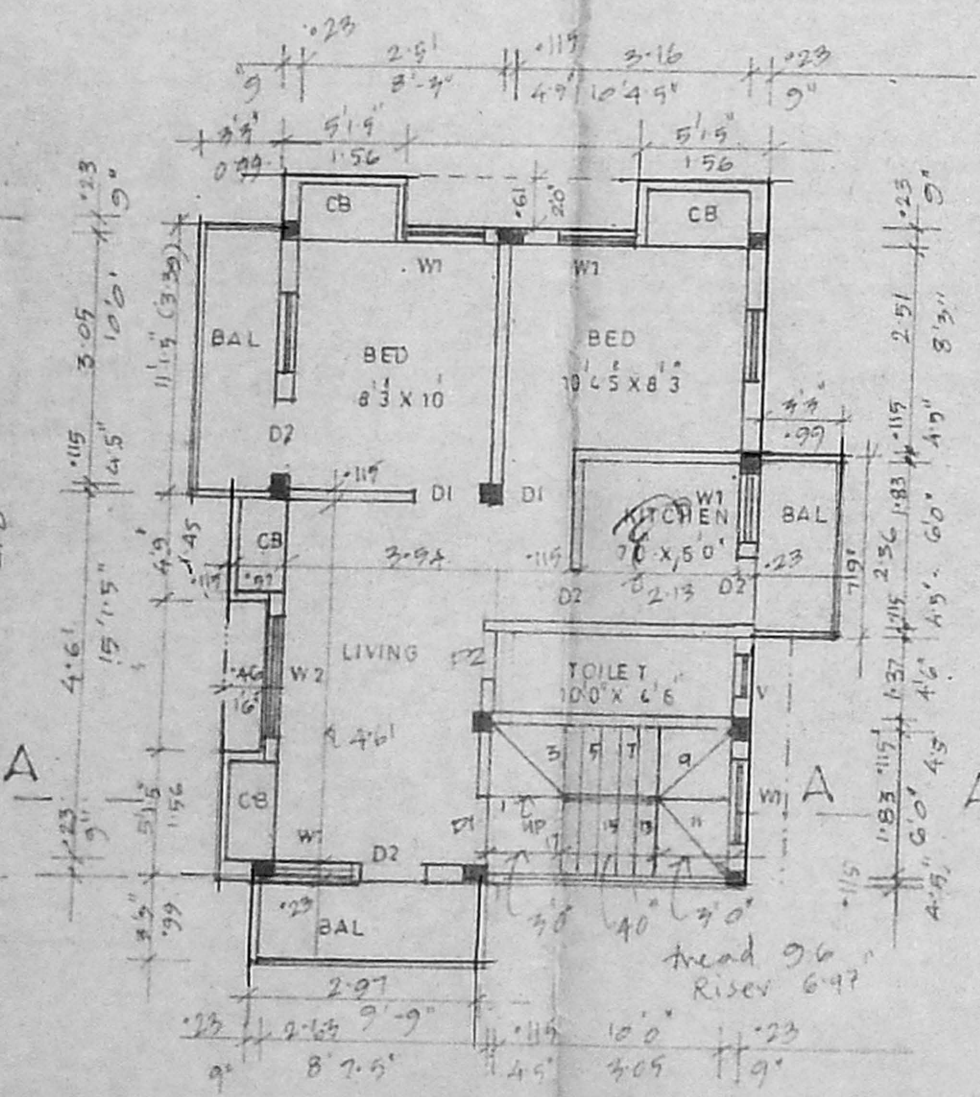 .23 2.51 .115 3.16 .23
9" 8'-3" 4.5" 10'4.5" 9"
3'3" 5'1.5" 5'1.5"
0.99 1.56 1.56
CB .61 2'0" CB
.23 9" .23 9"
W1 W1
3.05 10'0" 11'1.5" (3.39) BAL BED BED 2.51 8'3"
8'3 X 10' 10'4.5 X 8'3"
3'3"
.99
D2
.115 4.5" .115 D1 D1 .115 4.5"
W1
CB KITCHEN BAL 1.83 6'0"
4'9" 1.45 7'0 X 6'0"
.115 3.54 .115 .23 2.36
D2 2.13 D2
4.61 15'1.5" LIVING D2 .115 4.5"
TOILET
.46 W2 10'0" X 4'6" V 1.37 4'6"
1'6"
4.61 3 5 7 9 .115 4.5"
A A A
CB 1 UP 15 13 11 W1
D1 17 1.83 6'0"
.23 9" 5'1.5" 1.56 W1 D2
.23 3'0" 4'0" 3'0" .115 4.5"
3'3" .99 BAL
tread 9.6
Riser 6.97"
2.97
9'-9"
.23 2.63 .115 10'0" .23
9" 8'7.5" 4.5" 3.05 9"